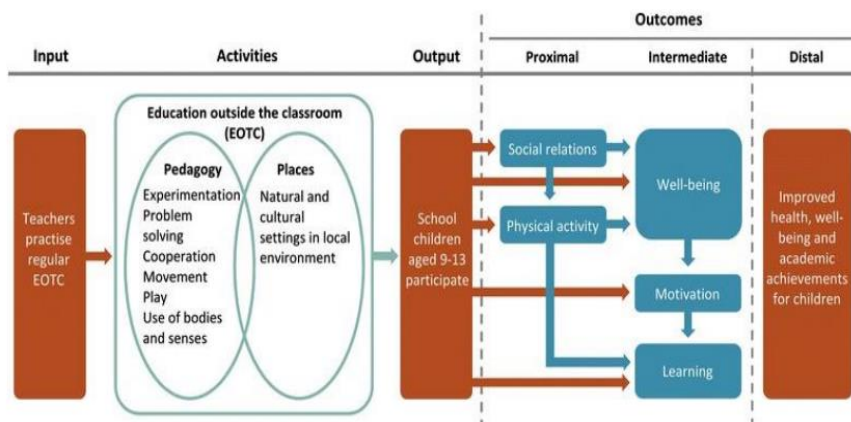 Outcomes
Input
Activities
Output
Proximal
Intermediate
Distal
Teachers
practise
regular
EOTC
Education outside the classroom
(EOTC)
Pedagogy
Experimentation
Problem
solving
Cooperation
Movement
Play
Use of bodies
and senses
Places
Natural and
cultural
settings in local
environment
School
children
aged 9-13
participate
Social relations
Physical activity
Well-being
Motivation
Learning
Improved
health, well-
being and
academic
achievements
for children